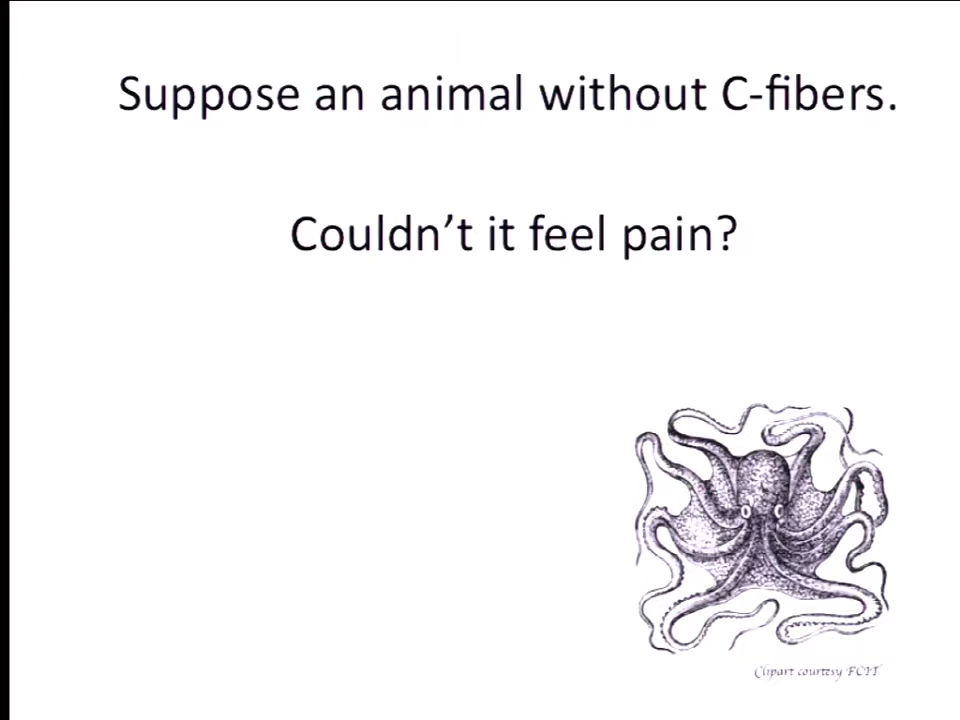 Suppose an animal without C-fibers.
Couldn’t it feel pain?
Clipart courtesy FCIT